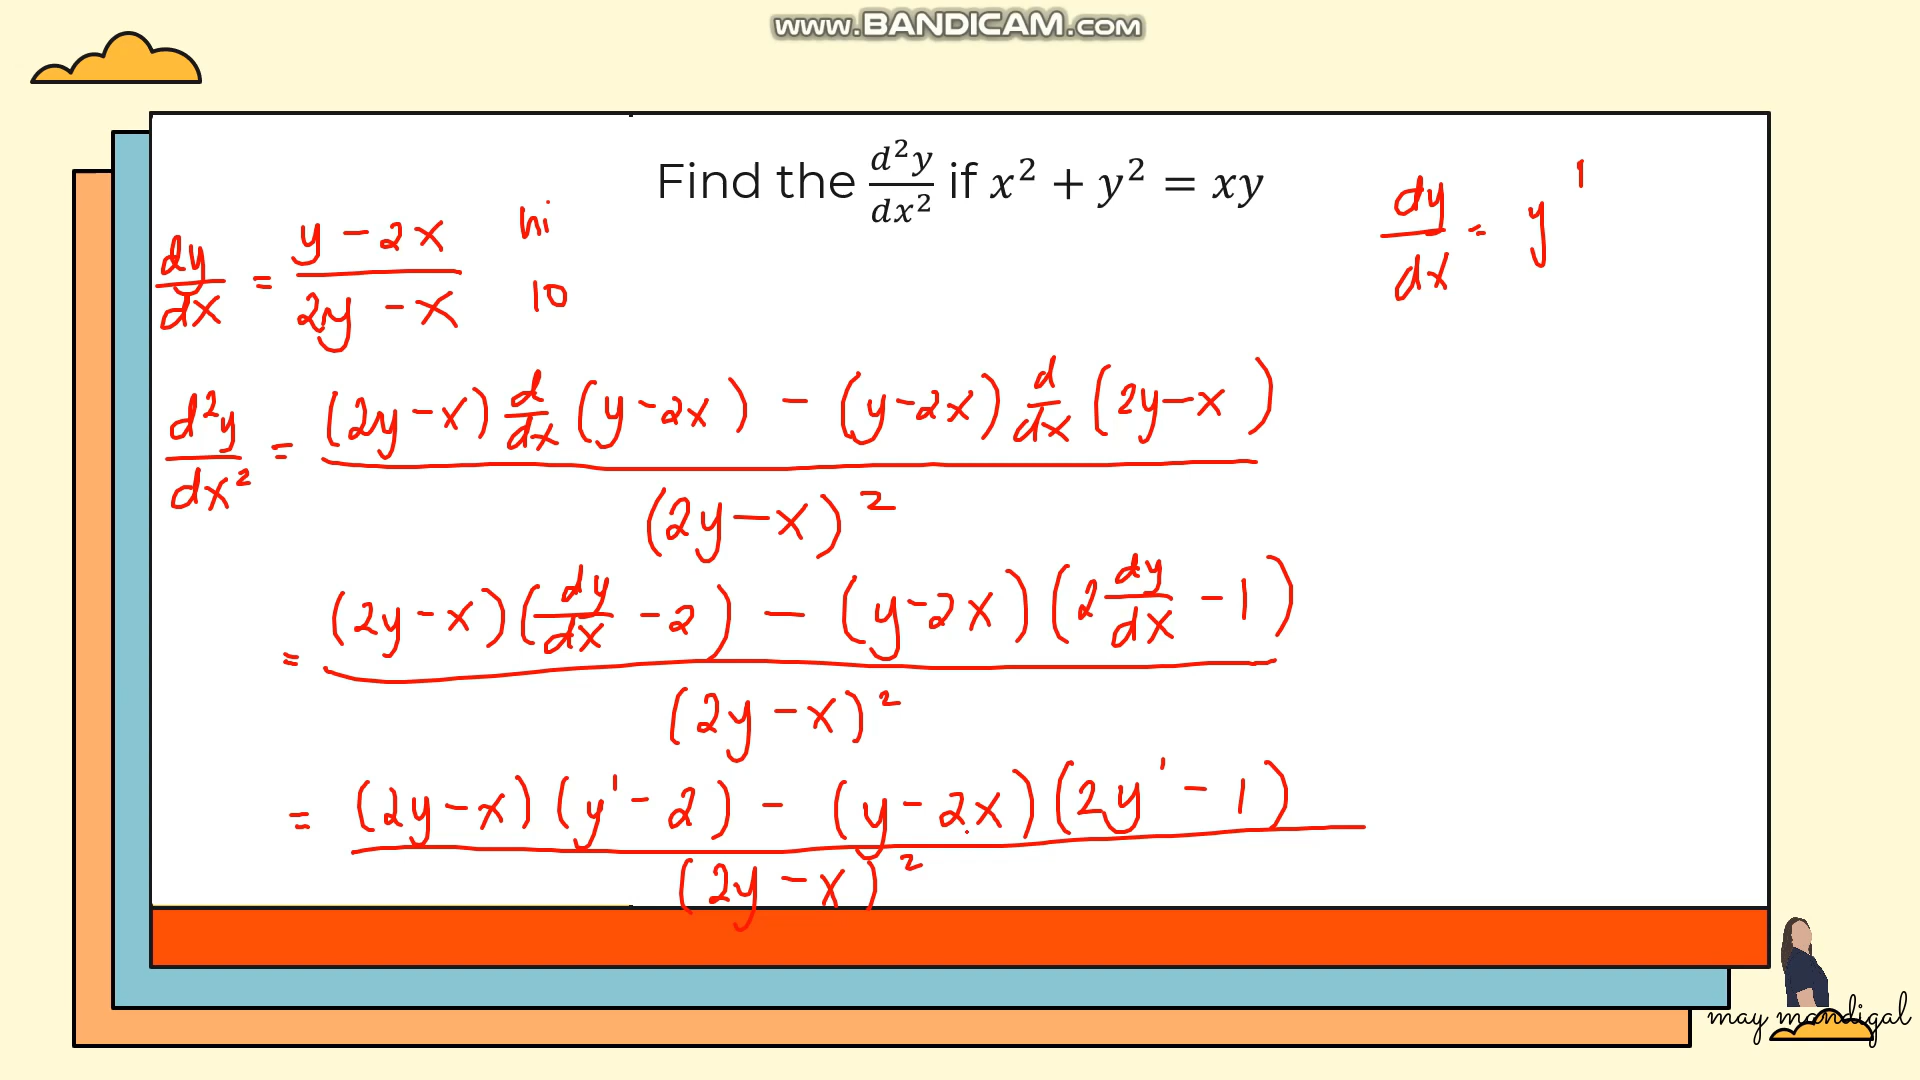 www.BANDICAM.com
Find the d²y/dx² if x² + y² = xy
dy/dx = y'
dy/dx = (y - 2x)/(2y - x) hi lo
d²y/dx² = ((2y - x) d/dx (y - 2x) - (y - 2x) d/dx (2y - x))/(2y - x)²
= ((2y - x)(dy/dx - 2) - (y - 2x)(2 dy/dx - 1))/(2y - x)²
= ((2y - x)(y' - 2) - (y - 2x)(2y' - 1))/(2y - x)²
may mandigal